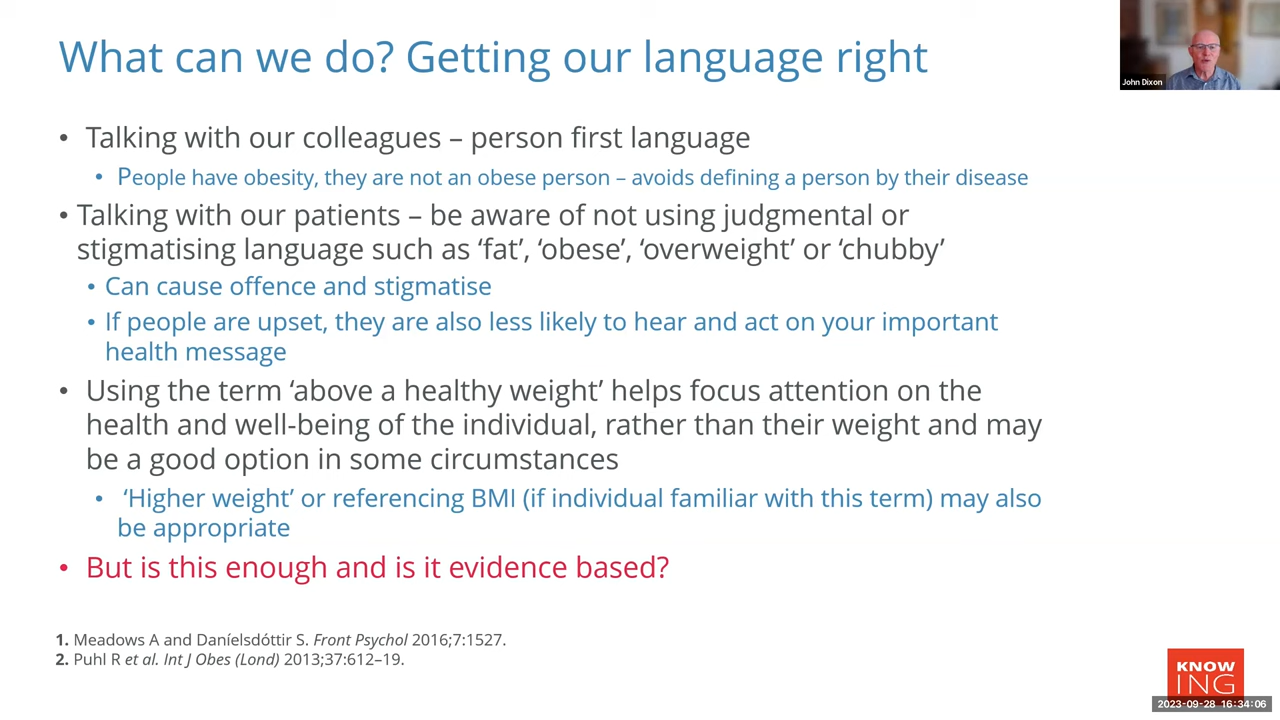 What can we do? Getting our language right
John Dixon
• Talking with our colleagues – person first language
• People have obesity, they are not an obese person – avoids defining a person by their disease
• Talking with our patients – be aware of not using judgmental or
stigmatising language such as ‘fat’, ‘obese’, ‘overweight’ or ‘chubby’
• Can cause offence and stigmatise
• If people are upset, they are also less likely to hear and act on your important
health message
• Using the term ‘above a healthy weight’ helps focus attention on the
health and well-being of the individual, rather than their weight and may
be a good option in some circumstances
• ‘Higher weight’ or referencing BMI (if individual familiar with this term) may also
be appropriate
• But is this enough and is it evidence based?
1. Meadows A and Daníelsdóttir S. Front Psychol 2016;7:1527.
2. Puhl R et al. Int J Obes (Lond) 2013;37:612–19.
KNOW
ING
2023-09-28 16:34:06